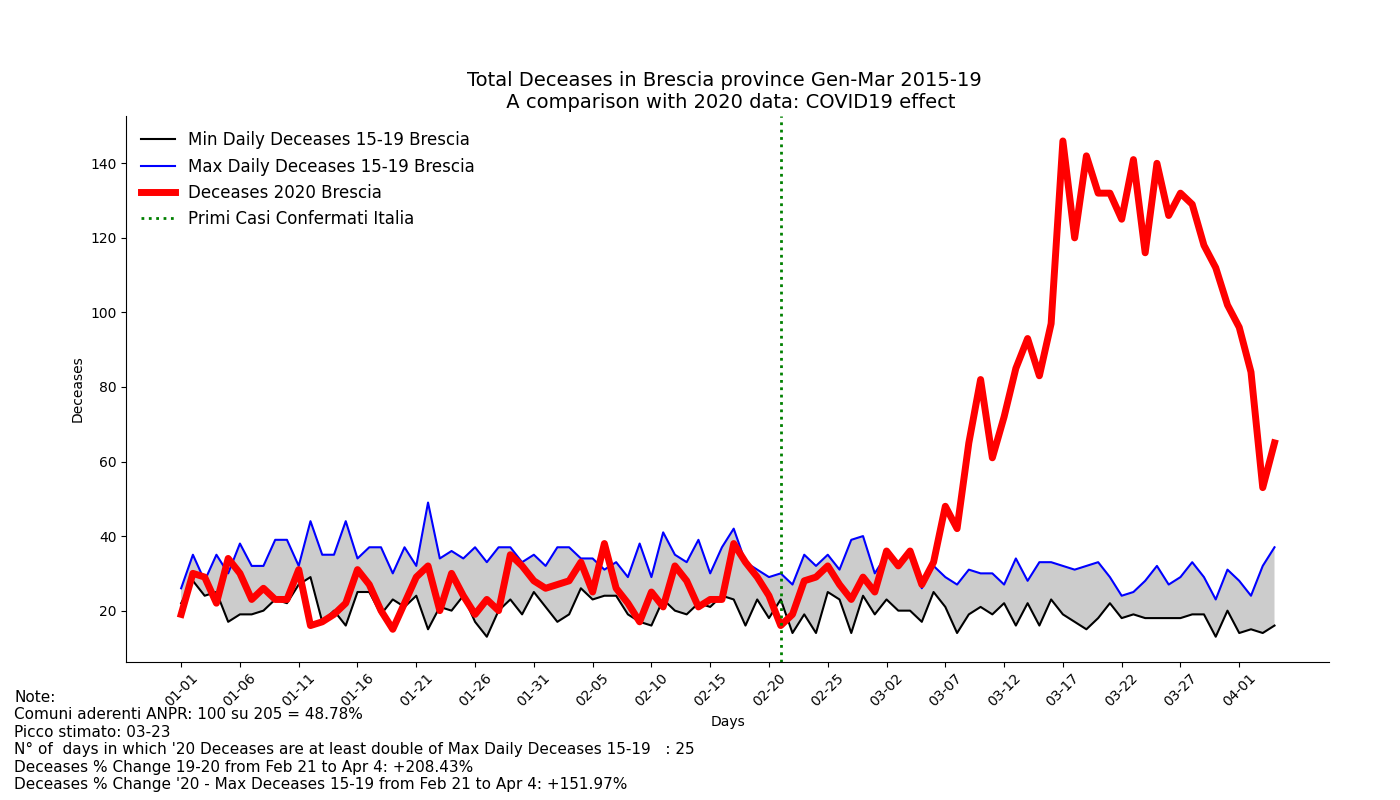 Total Deceases in Brescia province Gen-Mar 2015-19
A comparison with 2020 data: COVID19 effect
Min Daily Deceases 15-19 Brescia
Max Daily Deceases 15-19 Brescia
Deceases 2020 Brescia
Primi Casi Confermati Italia
Deceases
140
120
100
80
60
40
20
01-01
01-06
01-11
01-16
01-21
01-26
01-31
02-05
02-10
02-15
02-20
02-25
03-02
03-07
03-12
03-17
03-22
03-27
04-01
Days
Note:
Comuni aderenti ANPR: 100 su 205 = 48.78%
Picco stimato: 03-23
N° of  days in which '20 Deceases are at least double of Max Daily Deceases 15-19   : 25
Deceases % Change 19-20 from Feb 21 to Apr 4: +208.43%
Deceases % Change '20 - Max Deceases 15-19 from Feb 21 to Apr 4: +151.97%